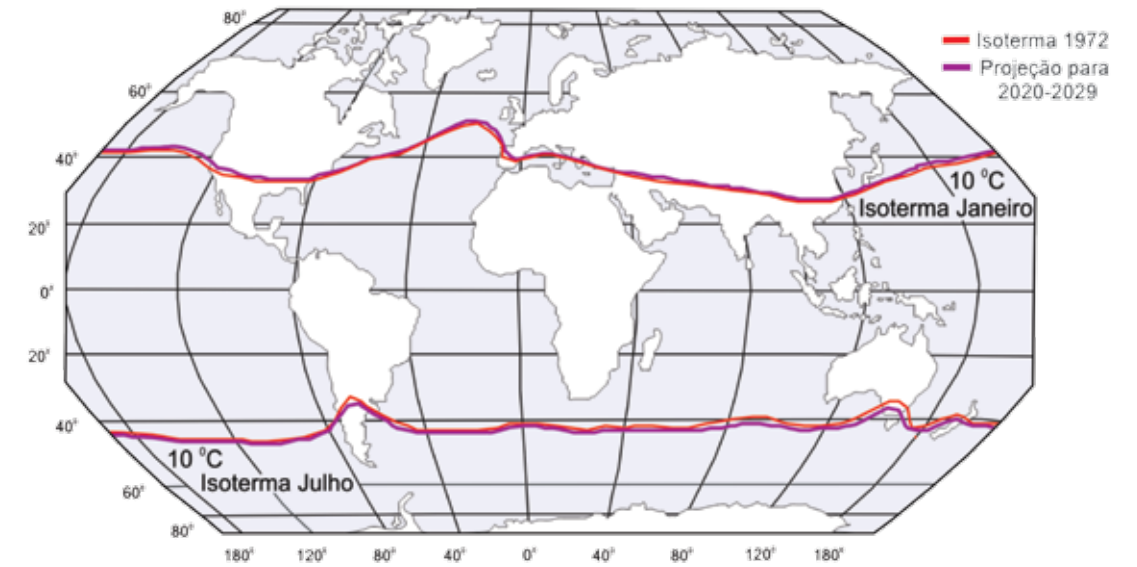 80°
Isoterma 1972
Projeção para
2020-2029
60°
40°
10 °C
Isoterma Janeiro
20°
0°
20°
40°
10 °C
Isoterma Julho
60°
80°
180° 120° 80° 40° 0° 40° 80° 120° 180°